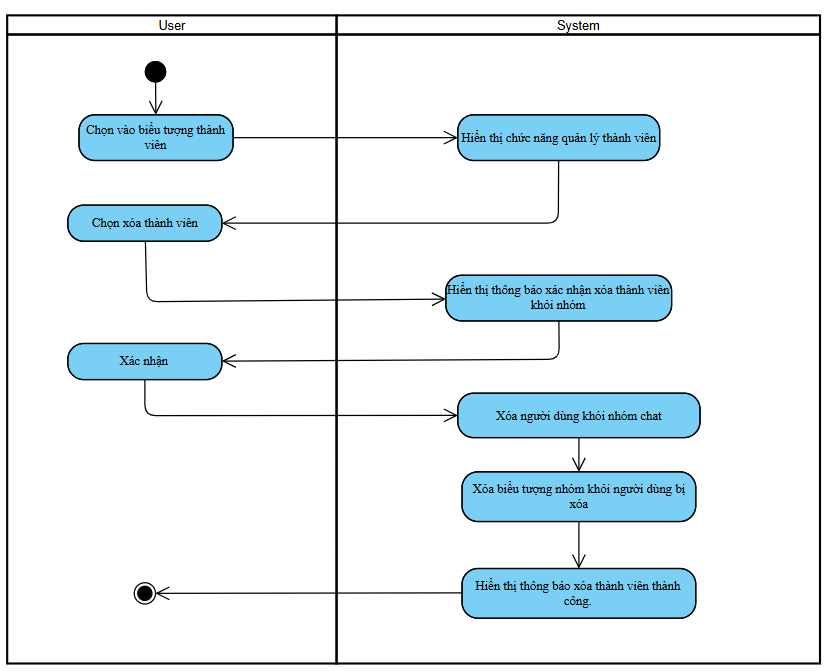 User
System
Chọn vào biểu tượng thành
viên
Hiển thị chức năng quản lý thành viên
Chọn xóa thành viên
Hiển thị thông báo xác nhận xóa thành viên
khỏi nhóm
Xác nhận
Xóa người dùng khỏi nhóm chat
Xóa biểu tượng nhóm khỏi người dùng bị
xóa
Hiển thị thông báo xóa thành viên thành
công.